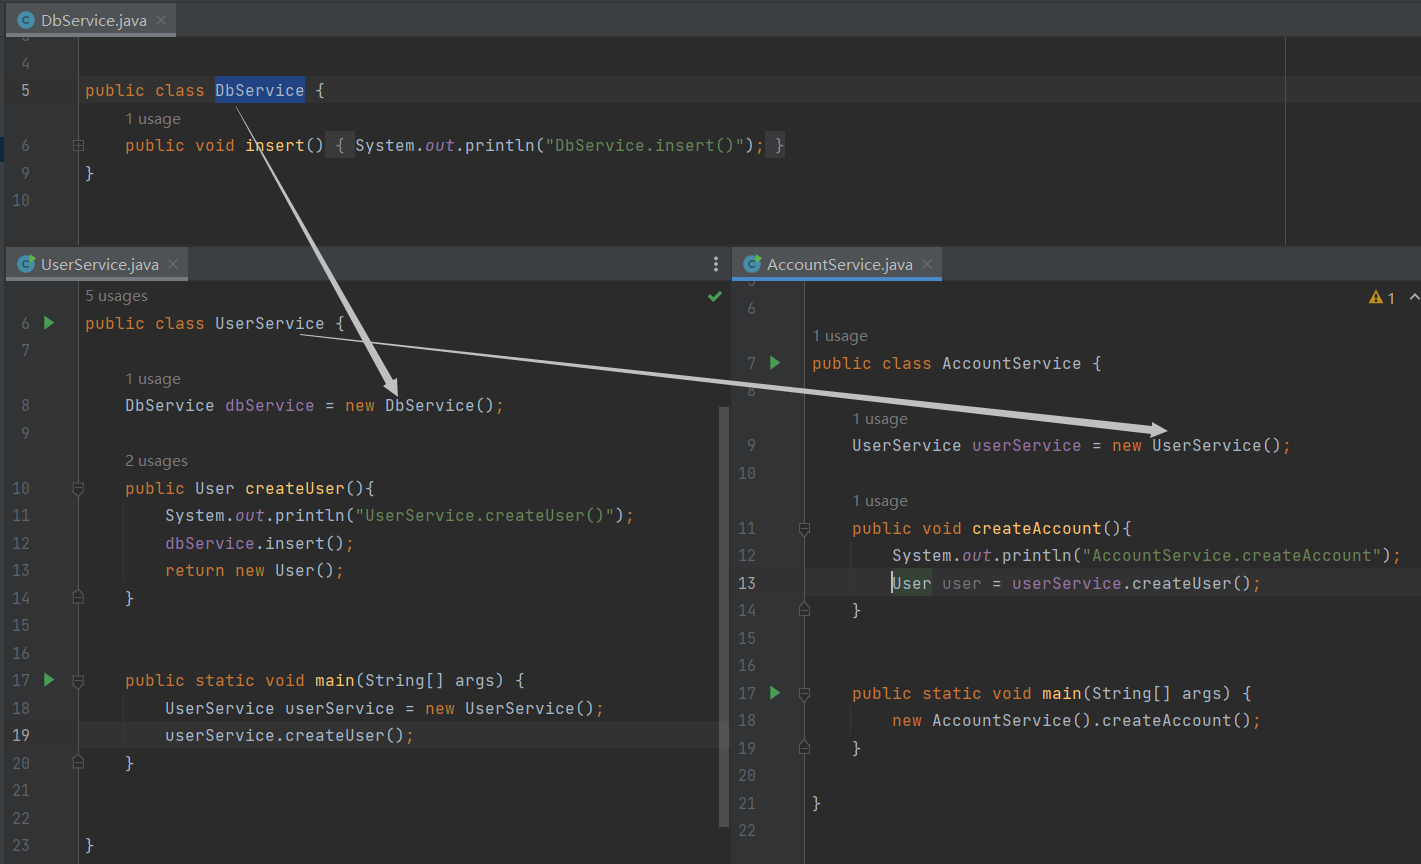 DbService.java
4
5 public class DbService {
1 usage
6 public void insert() { System.out.println("DbService.insert()"); }
9 }
10
UserService.java
5 usages
6 public class UserService {
7
1 usage
8 DbService dbService = new DbService();
9
2 usages
10 public User createUser(){
11 System.out.println("UserService.createUser()");
12 dbService.insert();
13 return new User();
14 }
15
16
17 public static void main(String[] args) {
18 UserService userService = new UserService();
19 userService.createUser();
20 }
21
22
23 }
AccountService.java
1
6
1 usage
7 public class AccountService {
8
1 usage
9 UserService userService = new UserService();
10
1 usage
11 public void createAccount(){
12 System.out.println("AccountService.createAccount");
13 User user = userService.createUser();
14 }
15
16
17 public static void main(String[] args) {
18 new AccountService().createAccount();
19 }
20
21 }
22